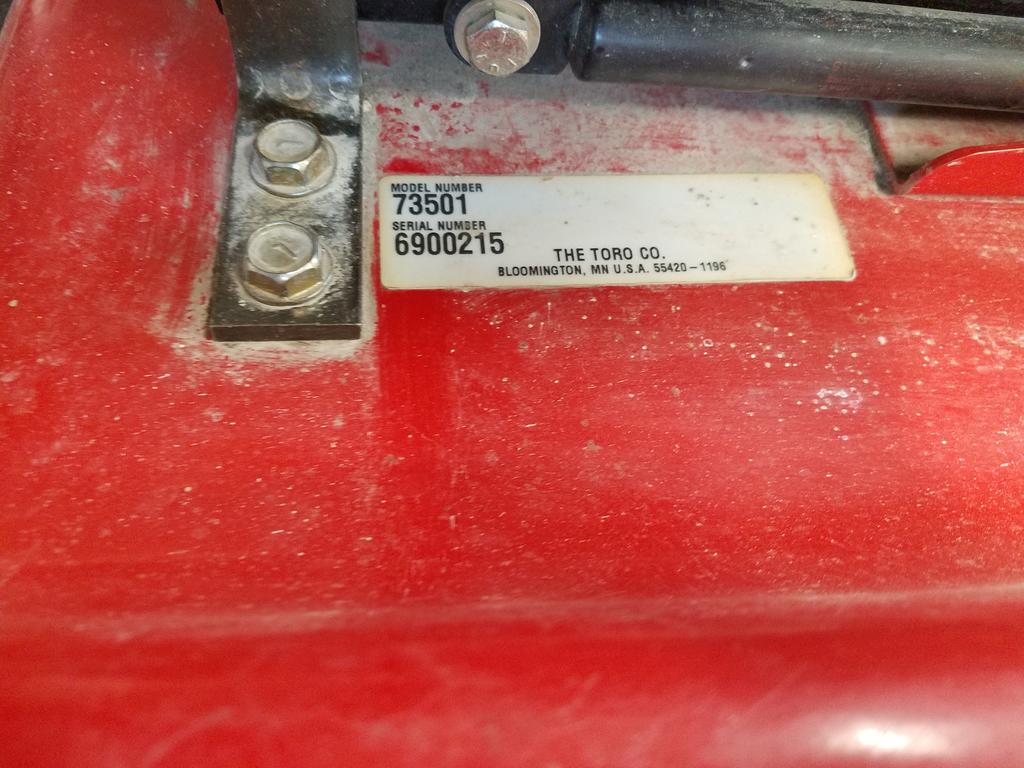 MODEL NUMBER
73501
SERIAL NUMBER
6900215
THE TORO CO.
BLOOMINGTON, MN U.S.A. 55420-1196